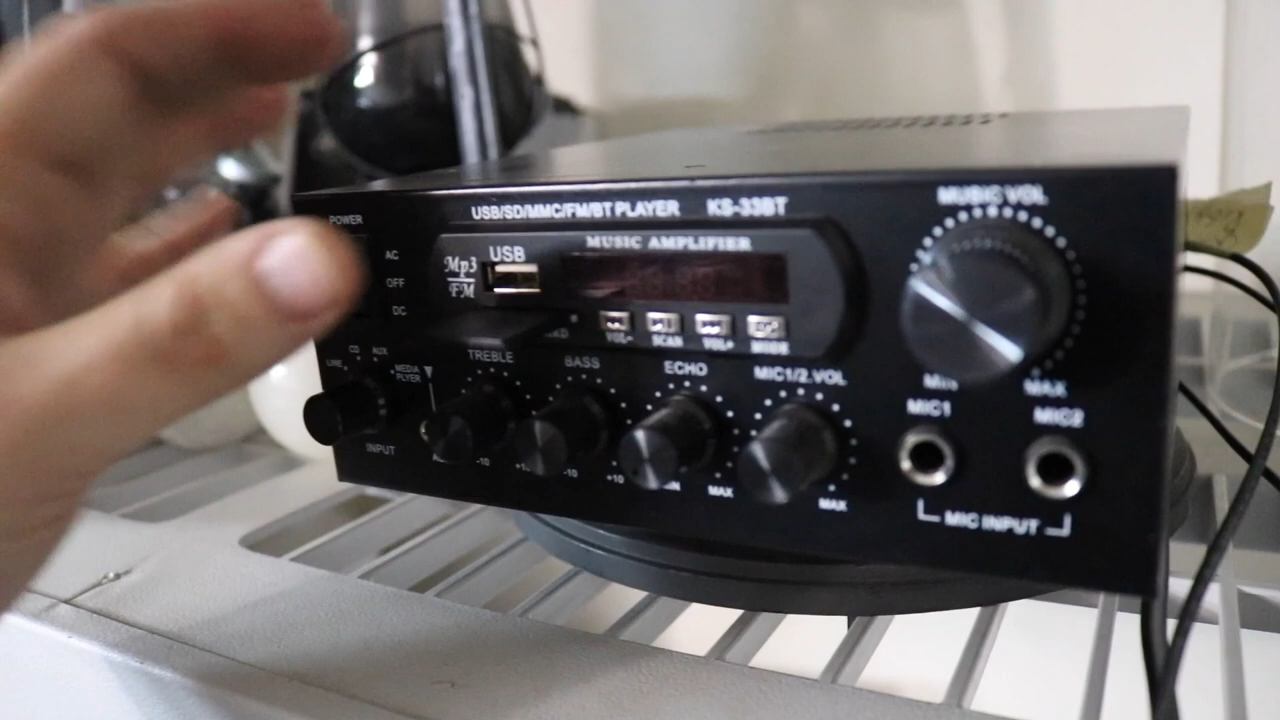 POWER
USB/SD/MMC/FM/BT PLAYER KS-33BT
MUSIC VOL
MUSIC AMPLIFIER
AC
OFF
DC
Mp3
FM
USB
VOL-
SCAN
VOL+
MODE
LINE
CD
AUX
MEDIA
PLYER
INPUT
TREBLE
BASS
ECHO
MIC1/2.VOL
MIN
MAX
-10
-10
+10
MAX
MAX
MIC1
MIC2
MIC INPUT